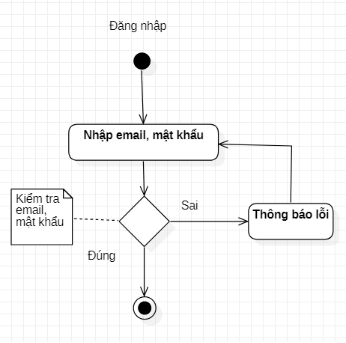 Đăng nhập
Nhập email, mật khẩu
Kiểm tra
email,
mật khẩu
Sai
Thông báo lỗi
Đúng